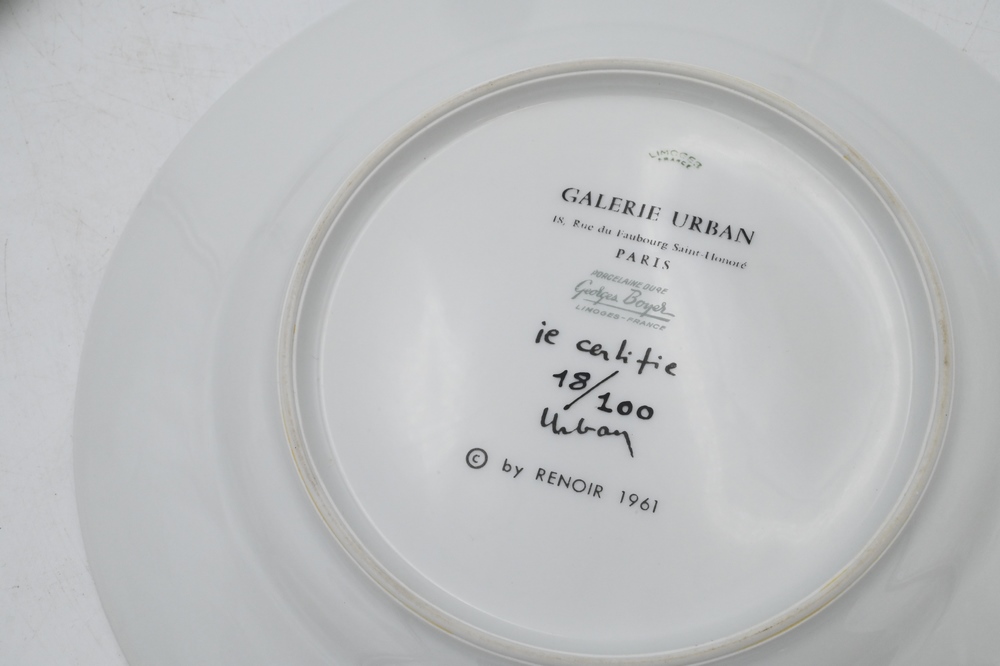 LIMOGES
FRANCE
GALERIE URBAN
18, Rue du Faubourg Saint-Honoré
PARIS
PORCELAINE DURE
Georges Boyer
LIMOGES-FRANCE
je certifie
18/100
Urban
© by RENOIR 1961